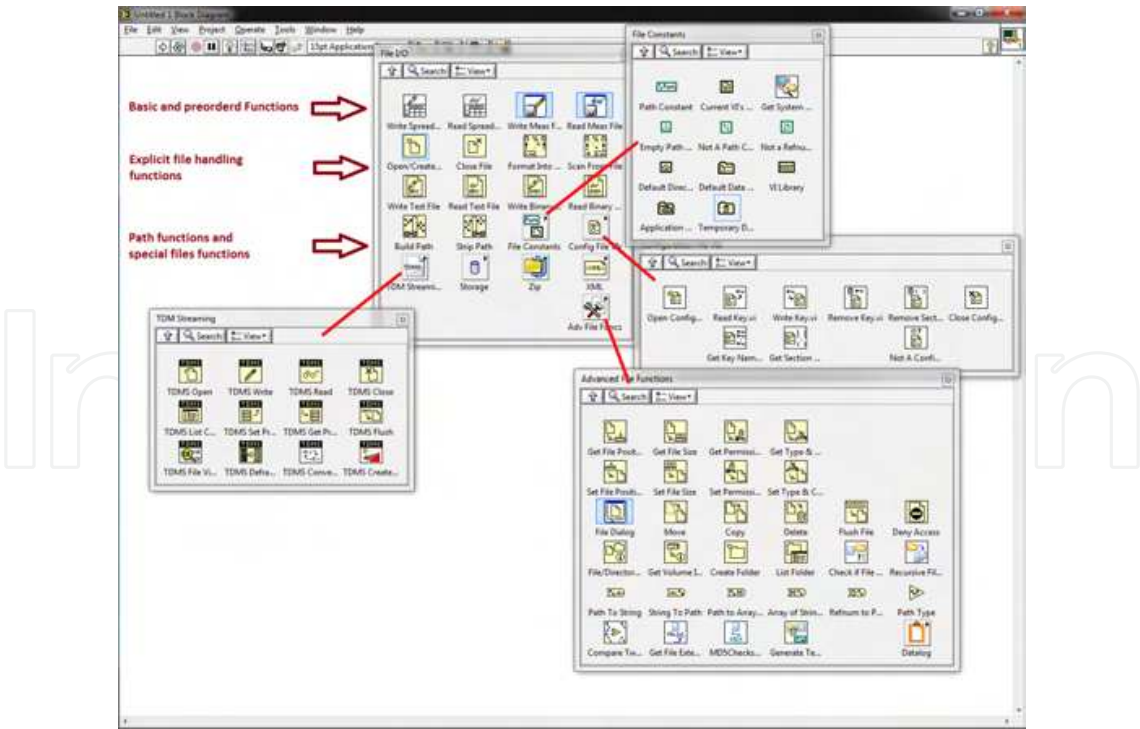 Untitled 1 Block Diagram
File Edit View Project Operate Tools Window Help
15pt Application
File I/O
Search View
Write Spread... Read Spread... Write Meas F... Read Meas File
Open/Create... Close File Format Into ... Scan From File
Write Text File Read Text File Write Binary... Read Binary ...
Build Path Strip Path File Constants Config File VIs
TDM Streami... Storage Zip XML
Adv File Funcs
Basic and preorderd Functions
Explicit file handling
functions
Path functions and
special files functions
File Constants
Search View
Path Constant Current VI's ... Get System ...
Empty Path ... Not A Path C... Not a Refnu...
Default Direc... Default Data ... VI Library
Application ... Temporary D...
Search View
Open Config... Read Key.vi Write Key.vi Remove Key.vi Remove Sect... Close Config...
Get Key Nam... Get Section ... Not A Confi...
TDM Streaming
Search View
TDMS Open TDMS Write TDMS Read TDMS Close
TDMS List C... TDMS Set Pr... TDMS Get Pr... TDMS Flush
TDMS File Vi... TDMS Defra... TDMS Conve... TDMS Create...
Advanced File Functions
Search View
Get File Posit... Get File Size Get Permissi... Get Type & ...
Set File Positi... Set File Size Set Permissi... Set Type & C...
File Dialog Move Copy Delete Flush File Deny Access
File/Director... Get Volume I... Create Folder List Folder Check if File ... Recursive Fil...
Path To String String To Path Path to Array... Array of Strin... Refnum to P... Path Type
Compare Tw... Get File Exte... MD5Checks... Generate Te... Datalog